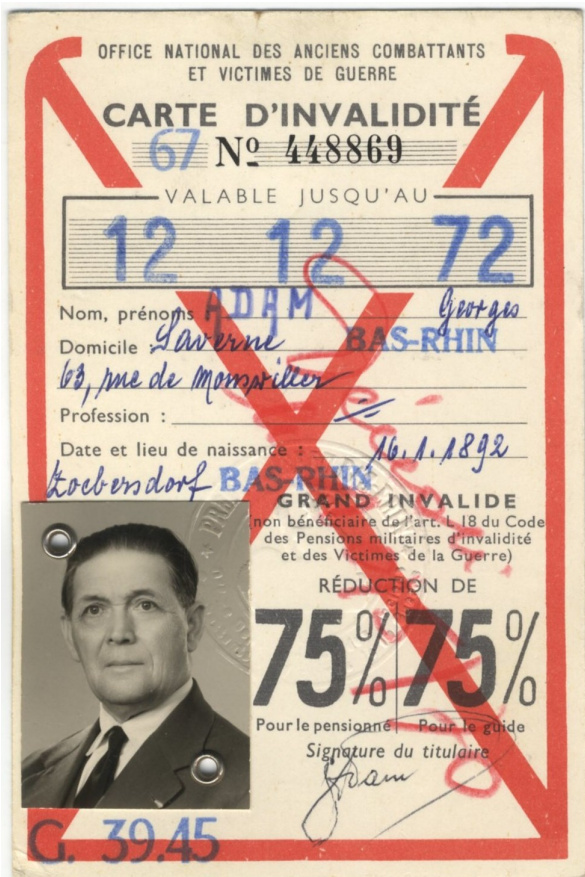 OFFICE NATIONAL DES ANCIENS COMBATTANTS
ET VICTIMES DE GUERRE
CARTE D'INVALIDITÉ
67 Nº 448869
VALABLE JUSQU'AU
12 12 72
Nom, prénoms ADAM Georges
Domicile : Saverne BAS-RHIN
63, rue de Monswiller
Profession :
Date et lieu de naissance : 16.1.1892
Zoebersdorf BAS-RHIN
GRAND INVALIDE
(non bénéficiaire de l'art. 18 du Code
des Pensions militaires d'invalidité
et des Victimes de la Guerre)
RÉDUCTION DE
75% 75%
Pour le pensionné Pour le guide
Signature du titulaire
Adam
G. 39.45